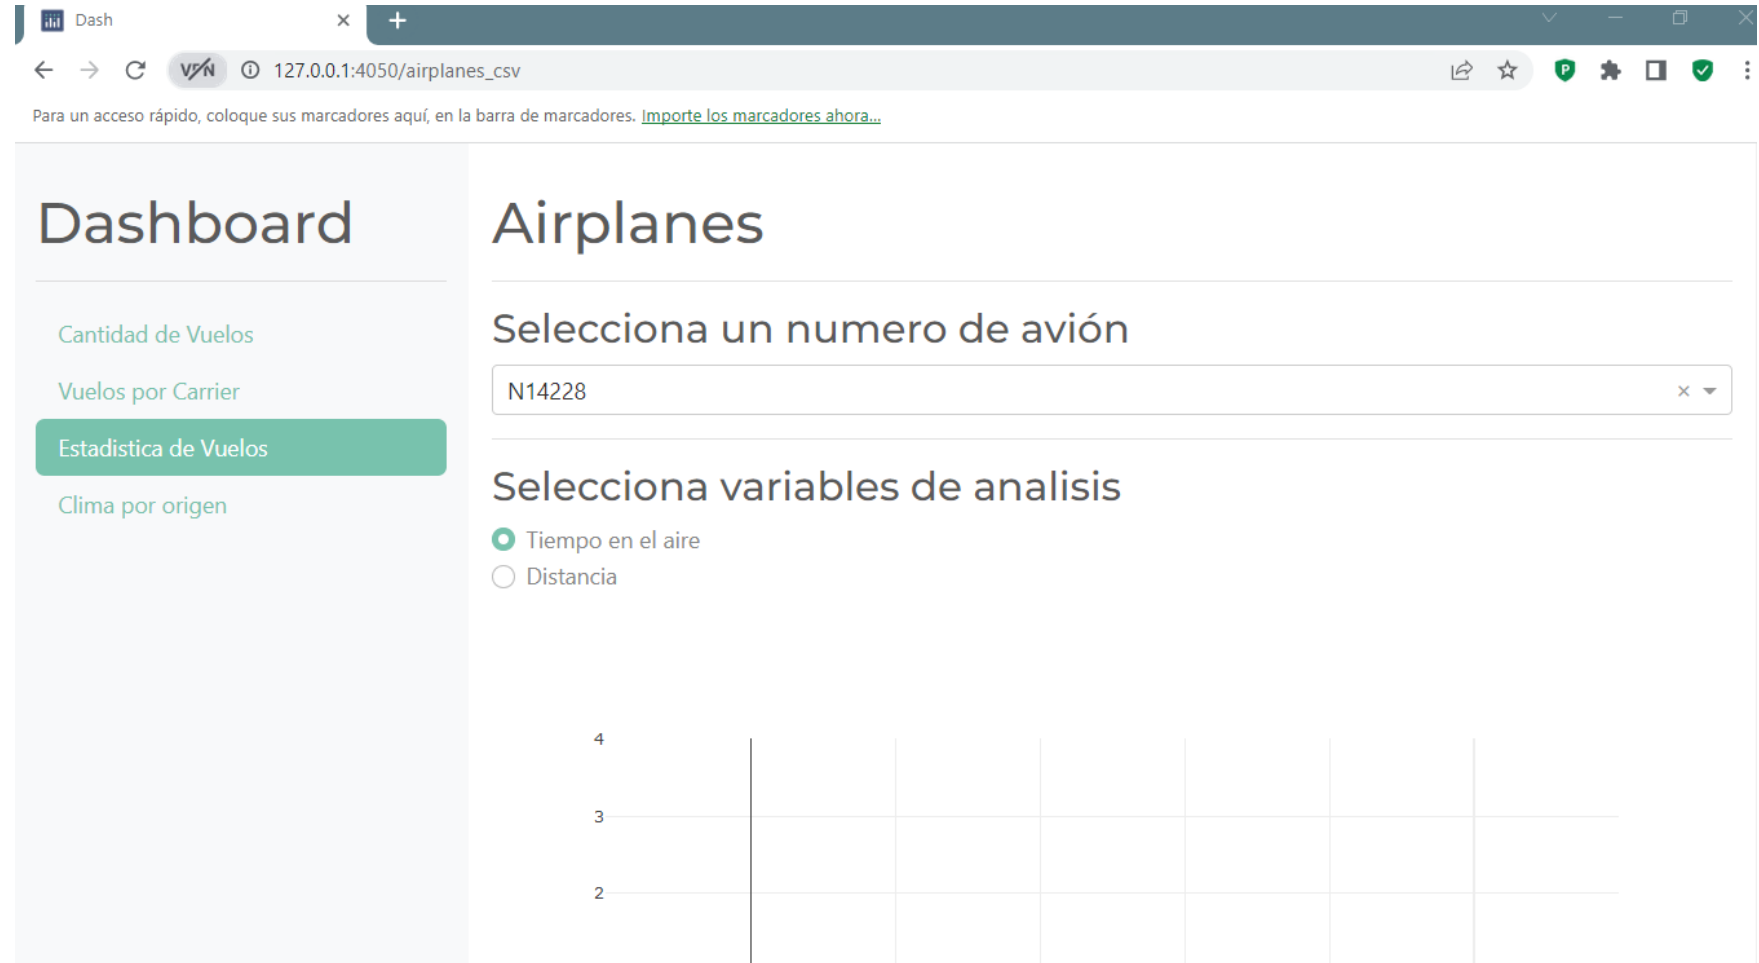 Dash
VPN
127.0.0.1:4050/airplanes_csv
Para un acceso rápido, coloque sus marcadores aquí, en la barra de marcadores. Importe los marcadores ahora...
Dashboard
Cantidad de Vuelos
Vuelos por Carrier
Estadistica de Vuelos
Clima por origen
Airplanes
Selecciona un numero de avión
N14228
Selecciona variables de analisis
Tiempo en el aire
Distancia
4
3
2